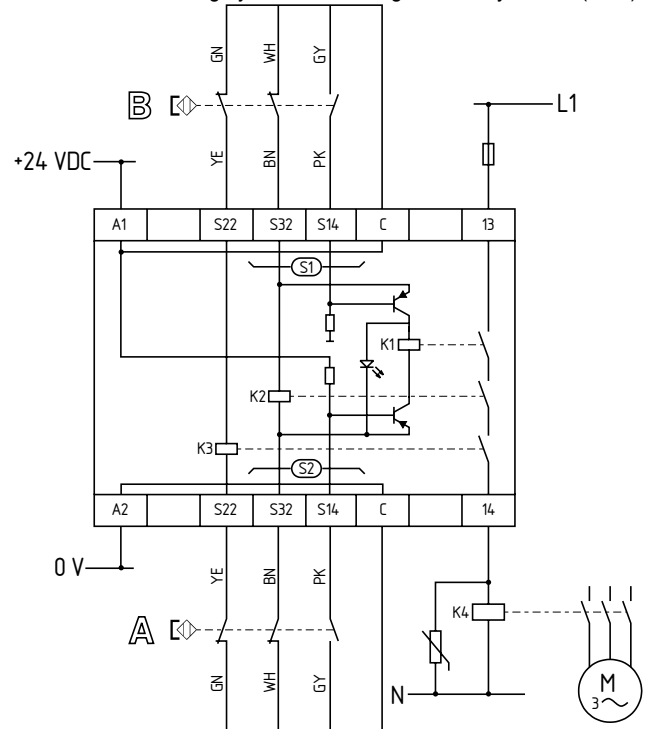 GN WH GY
B
L1
+24 VDC
YE BN PK
A1 S22 S32 S14 C 13
S1
K1
K2
K3
S2
A2 S22 S32 S14 C 14
0 V
YE BN PK
A
K4
GN WH GY
N
M
3